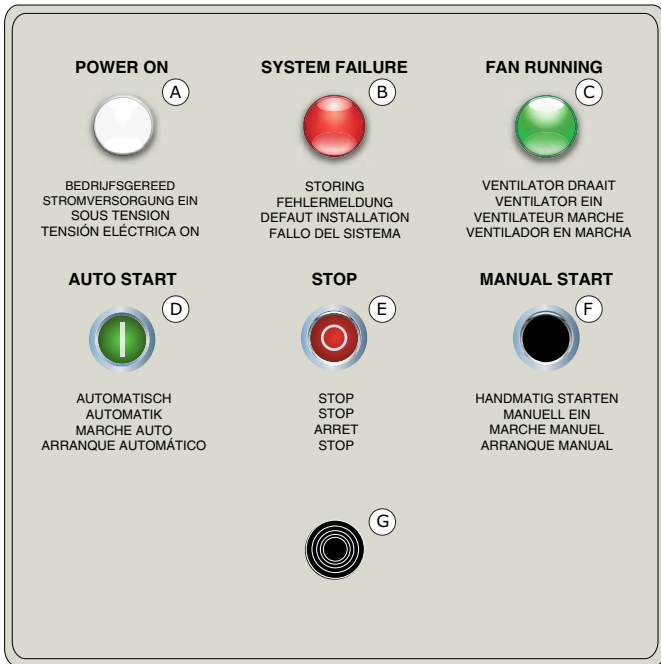 POWER ON
A
BEDRIJFSGEREED
STROMVERSORGUNG EIN
SOUS TENSION
TENSIÓN ELÉCTRICA ON
SYSTEM FAILURE
B
STORING
FEHLERMELDUNG
DEFAUT INSTALLATION
FALLO DEL SISTEMA
FAN RUNNING
C
VENTILATOR DRAAIT
VENTILATOR EIN
VENTILATEUR MARCHE
VENTILADOR EN MARCHA
AUTO START
D
AUTOMATISCH
AUTOMATIK
MARCHE AUTO
ARRANQUE AUTOMÁTICO
STOP
E
STOP
STOP
ARRET
STOP
MANUAL START
F
HANDMATIG STARTEN
MANUELL EIN
MARCHE MANUEL
ARRANQUE MANUAL
G